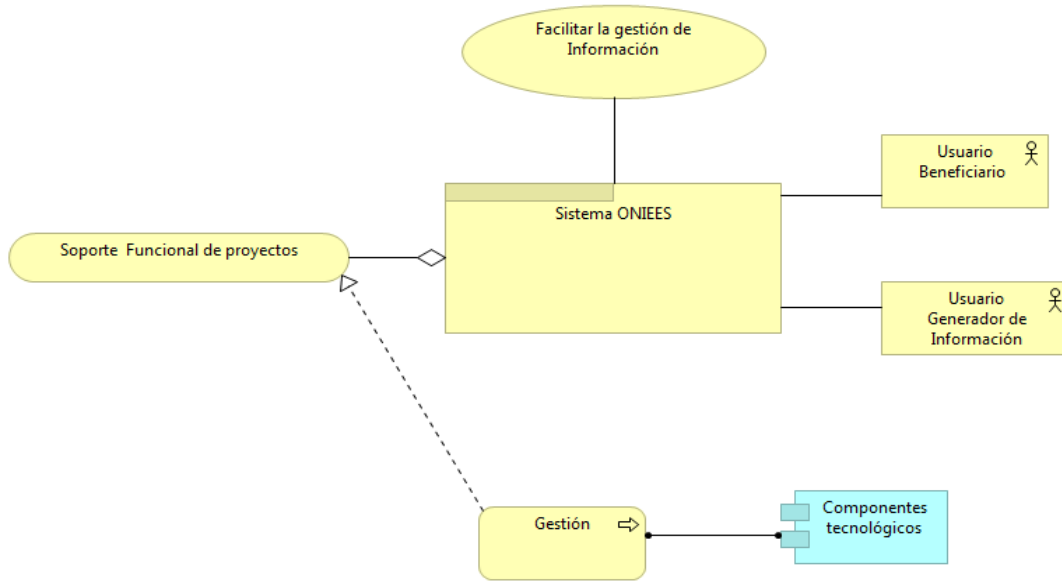 Facilitar la gestión de
Información
Usuario
Beneficiario
Sistema ONIEES
Soporte  Funcional de proyectos
Usuario
Generador de
Información
Gestión
Componentes
tecnológicos